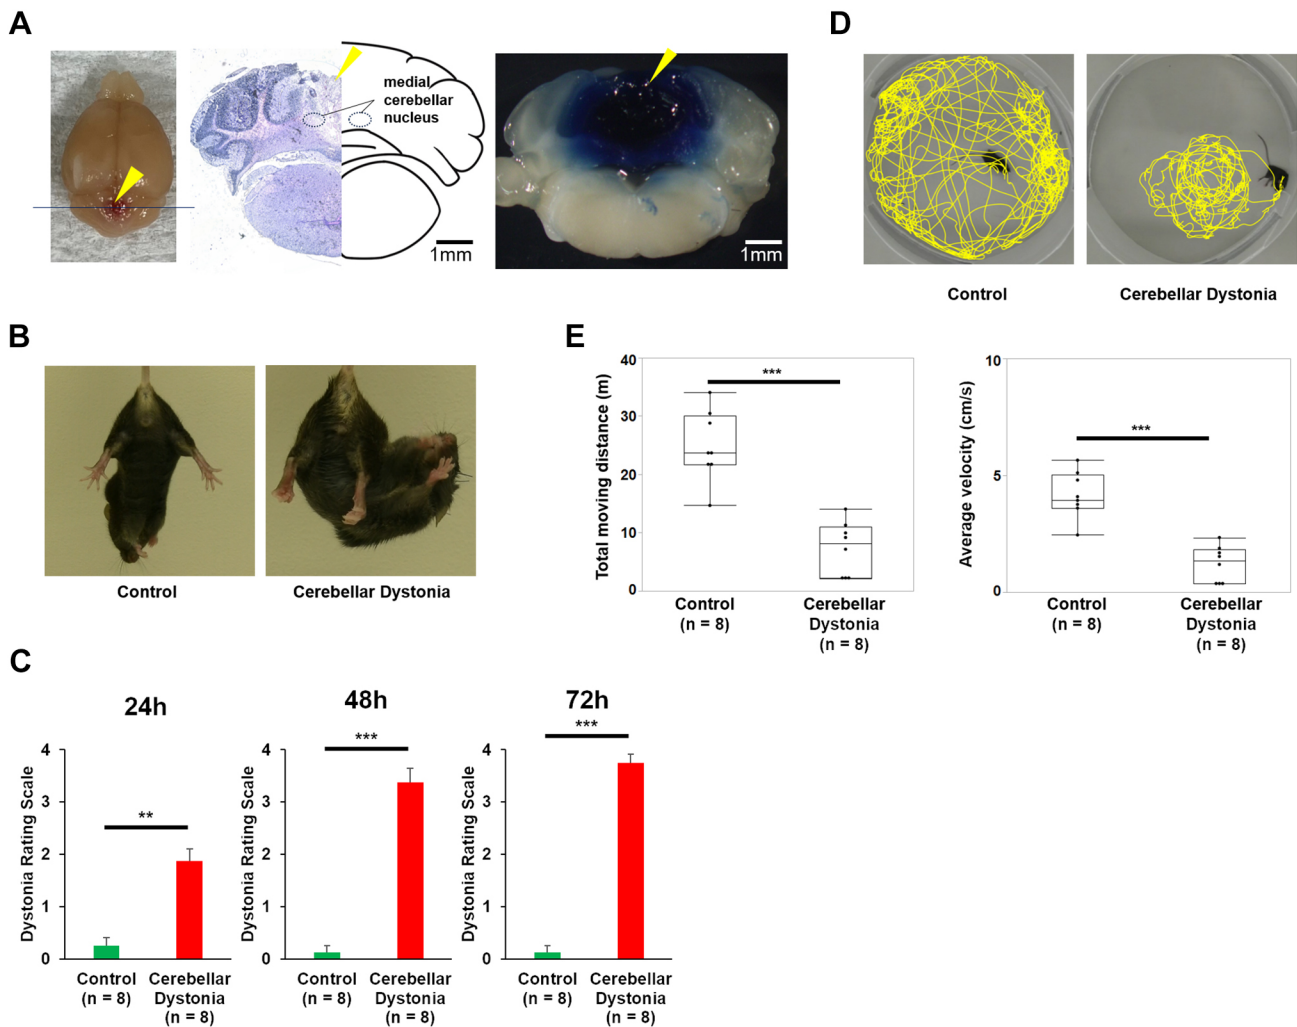 A
medial
cerebellar
nucleus
1mm
1mm
B
Control
Cerebellar Dystonia
C
24h
Dystonia Rating Scale
4
3
2
1
0
**
Control
(n = 8)
Cerebellar
Dystonia
(n = 8)
48h
Dystonia Rating Scale
4
3
2
1
0
***
Control
(n = 8)
Cerebellar
Dystonia
(n = 8)
72h
Dystonia Rating Scale
4
3
2
1
0
***
Control
(n = 8)
Cerebellar
Dystonia
(n = 8)
D
Control
Cerebellar Dystonia
E
Total moving distance (m)
40
30
20
10
0
***
Control
(n = 8)
Cerebellar
Dystonia
(n = 8)
Average velocity (cm/s)
10
5
0
***
Control
(n = 8)
Cerebellar
Dystonia
(n = 8)